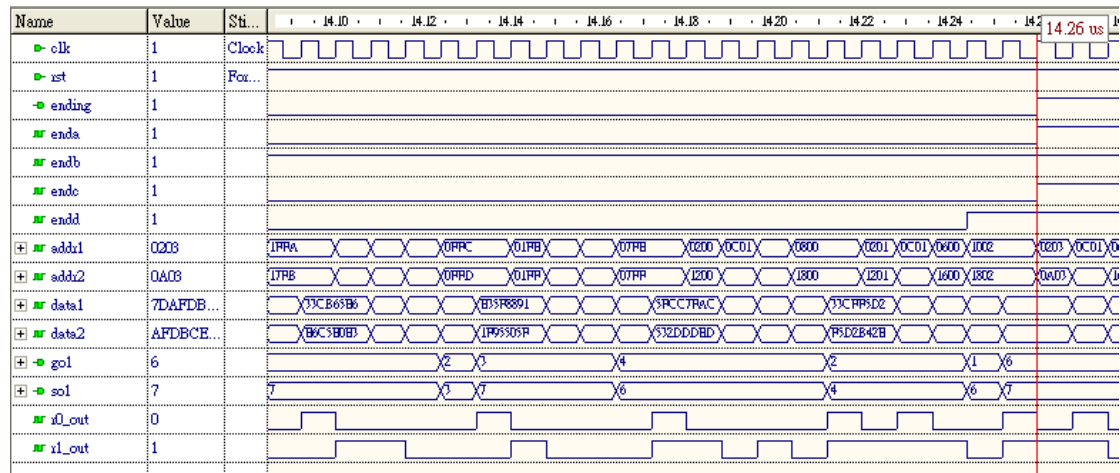 Name Value Sti... 14.10 14.12 14.14 14.16 14.18 14.20 14.22 14.24
14.26 us
clk 1 Clock
rst 1 For...
ending 1
enda 1
endb 1
endc 1
endd 1
addr1 0203 1FFA 0FFC 01FB 07FB 0200 0C01 0800 0201 0C01 0600 1002 0203 0C01
addr2 0A03 17FB 0FFD 01FF 07FF 1200 1800 1201 1600 1802 0A03
data1 7DAFDB... 33CB65B6 B35F8891 5FCC7FAC 33CFF5D2
data2 AFDBCE... B6C5B0B3 1F95505F 532DDDED F5D2B42B
go1 6 2 3 4 2 1 6
so1 7 7 3 7 6 4 6 7
r0_out 0
r1_out 1